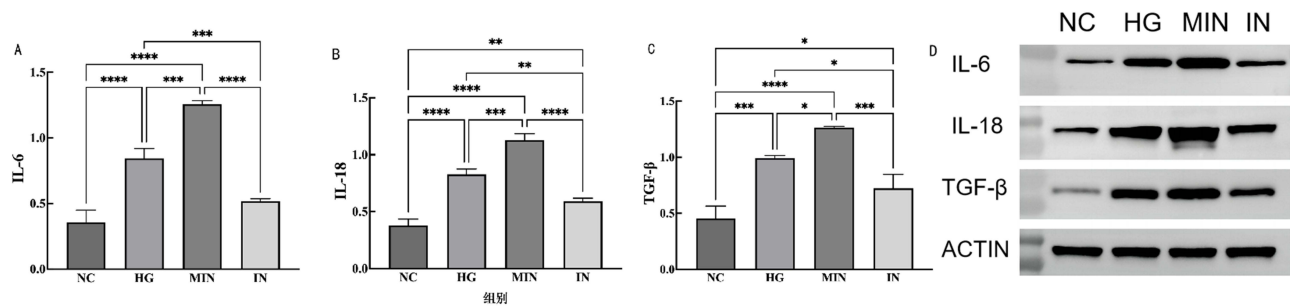 A
IL-6
1.5
1.0
0.5
0.0
***
****
**** *** ****
NC HG MIN IN
B
IL-18
1.5
1.0
0.5
0.0
**
**
****
**** *** ****
NC HG MIN IN
组别
C
TGF-β
1.5
1.0
0.5
0.0
*
*
****
*** * ***
NC HG MIN IN
D
NC HG MIN IN
IL-6
IL-18
TGF-β
ACTIN